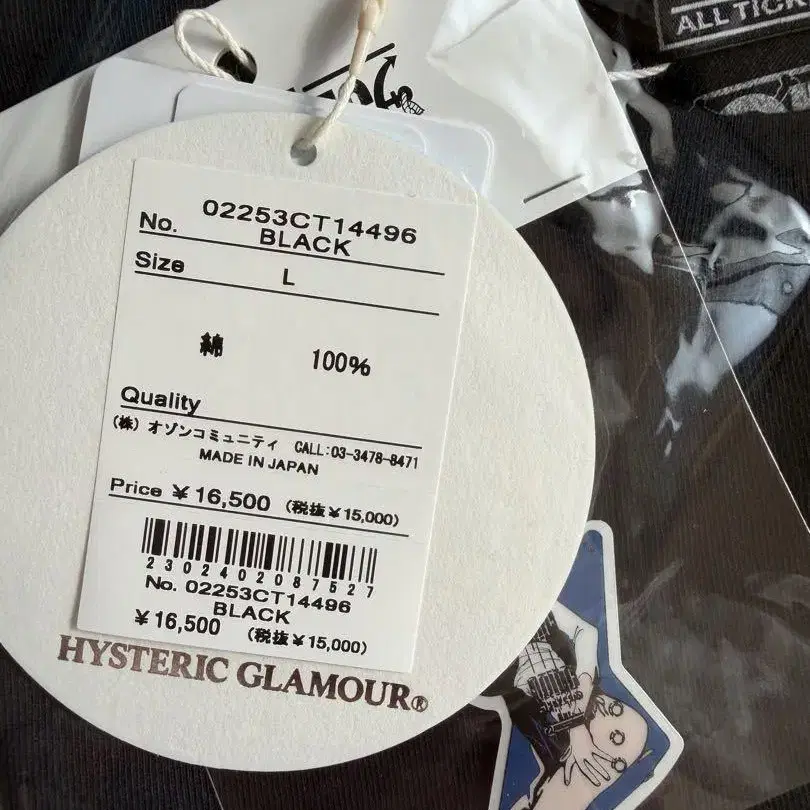 ALL TICK
No. 02253CT14496
BLACK
Size L
綿 100%
Quality
(株) オゾンコミュニティ CALL:03-3478-8471
MADE IN JAPAN
Price ¥16,500 (税抜¥15,000)
2302402087527
No. 02253CT14496
BLACK
¥16,500 (税抜¥15,000)
HYSTERIC GLAMOUR®